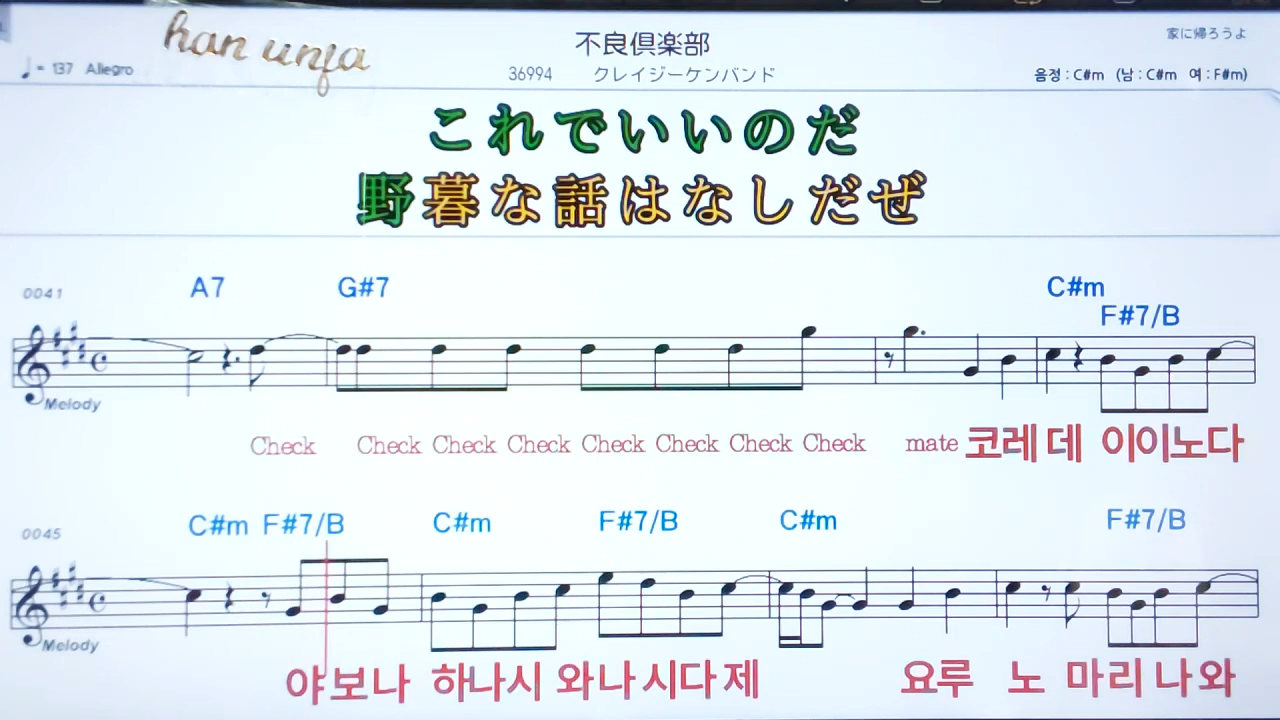 han unja
不良倶楽部
家に帰ろうよ
♩= 137 Allegro
36994 クレイジーケンバンド
음정 : C#m (남 : C#m 여 : F#m)
これでいいのだ
野暮な話はなしだぜ
0041 A7 G#7 C#m F#7/B
Melody
Check Check Check Check Check Check Check Check mate 코레 데 이이노다
0045 C#m F#7/B C#m F#7/B C#m F#7/B
Melody
야보나 하나시 와나시다 제 요루 노 마리 나와